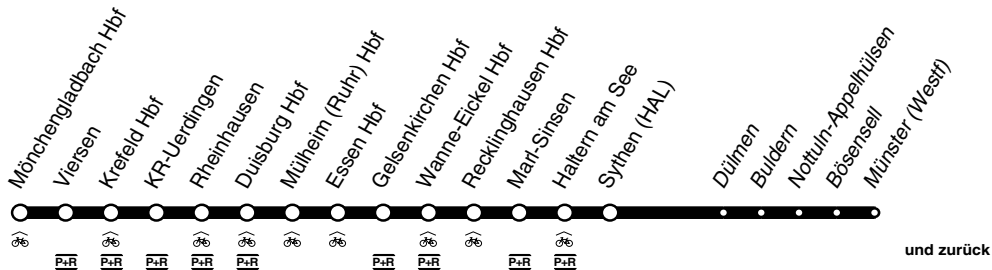 Mönchengladbach Hbf
Viersen
Krefeld Hbf
KR-Uerdingen
Rheinhausen
Duisburg Hbf
Mülheim (Ruhr) Hbf
Essen Hbf
Gelsenkirchen Hbf
Wanne-Eickel Hbf
Recklinghausen Hbf
Marl-Sinsen
Haltern am See
Sythen (HAL)
Dülmen
Buldern
Nottuln-Appelhülsen
Bösensell
Münster (Westf)
P+R P+R P+R P+R P+R P+R P+R P+R P+R
und zurück